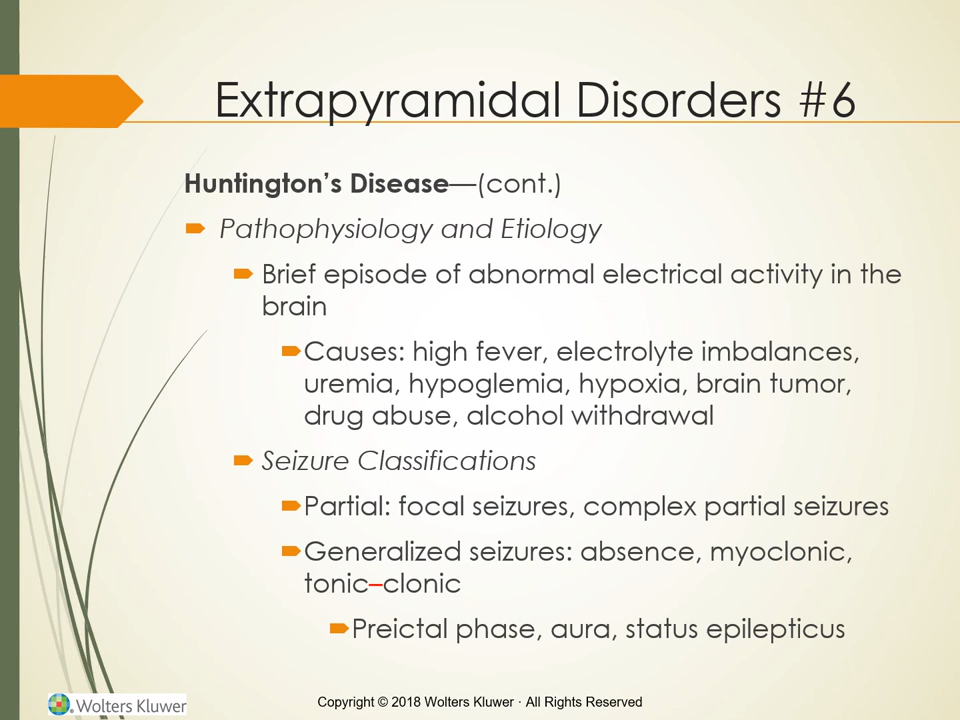 Extrapyramidal Disorders #6
Huntington’s Disease—(cont.)
Pathophysiology and Etiology
Brief episode of abnormal electrical activity in the
brain
Causes: high fever, electrolyte imbalances,
uremia, hypoglemia, hypoxia, brain tumor,
drug abuse, alcohol withdrawal
Seizure Classifications
Partial: focal seizures, complex partial seizures
Generalized seizures: absence, myoclonic,
tonic–clonic
Preictal phase, aura, status epilepticus
Wolters Kluwer
Copyright © 2018 Wolters Kluwer · All Rights Reserved